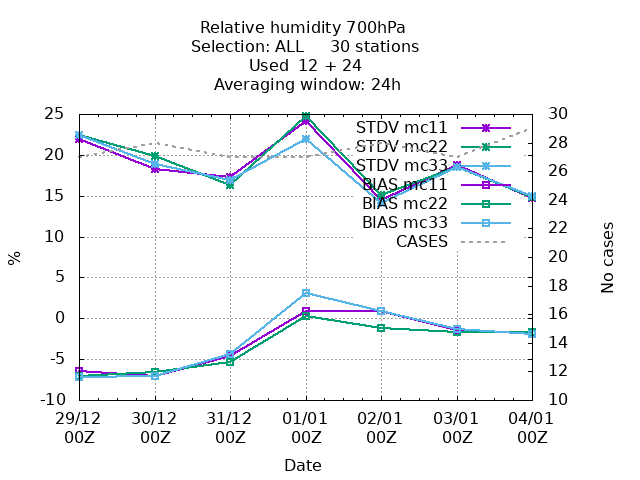 Relative humidity 700hPa
Selection: ALL 30 stations
Used 12 + 24
Averaging window: 24h
25
20
15
10
5
0
-5
-10
%
30
28
26
24
22
20
18
16
14
12
10
No cases
STDV mc11
STDV mc22
STDV mc33
BIAS mc11
BIAS mc22
BIAS mc33
CASES
29/12 30/12 31/12 01/01 02/01 03/01 04/01
00Z 00Z 00Z 00Z 00Z 00Z 00Z
Date